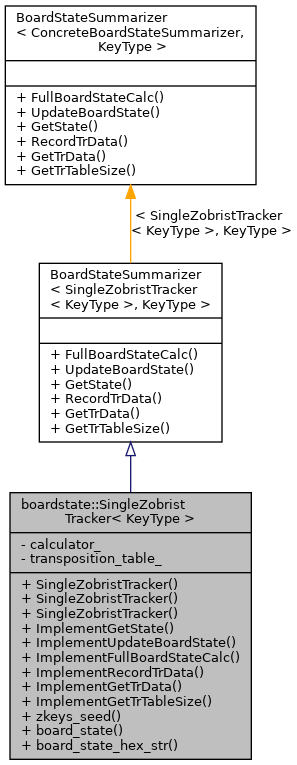 BoardStateSummarizer
< ConcreteBoardStateSummarizer,
KeyType >
+ FullBoardStateCalc()
+ UpdateBoardState()
+ GetState()
+ RecordTrData()
+ GetTrData()
+ GetTrTableSize()
< SingleZobristTracker
< KeyType >, KeyType >
BoardStateSummarizer
< SingleZobristTracker
< KeyType >, KeyType >
+ FullBoardStateCalc()
+ UpdateBoardState()
+ GetState()
+ RecordTrData()
+ GetTrData()
+ GetTrTableSize()
boardstate::SingleZobrist
Tracker< KeyType >
- calculator_
- transposition_table_
+ SingleZobristTracker()
+ SingleZobristTracker()
+ SingleZobristTracker()
+ ImplementGetState()
+ ImplementUpdateBoardState()
+ ImplementFullBoardStateCalc()
+ ImplementRecordTrData()
+ ImplementGetTrData()
+ ImplementGetTrTableSize()
+ zkeys_seed()
+ board_state()
+ board_state_hex_str()